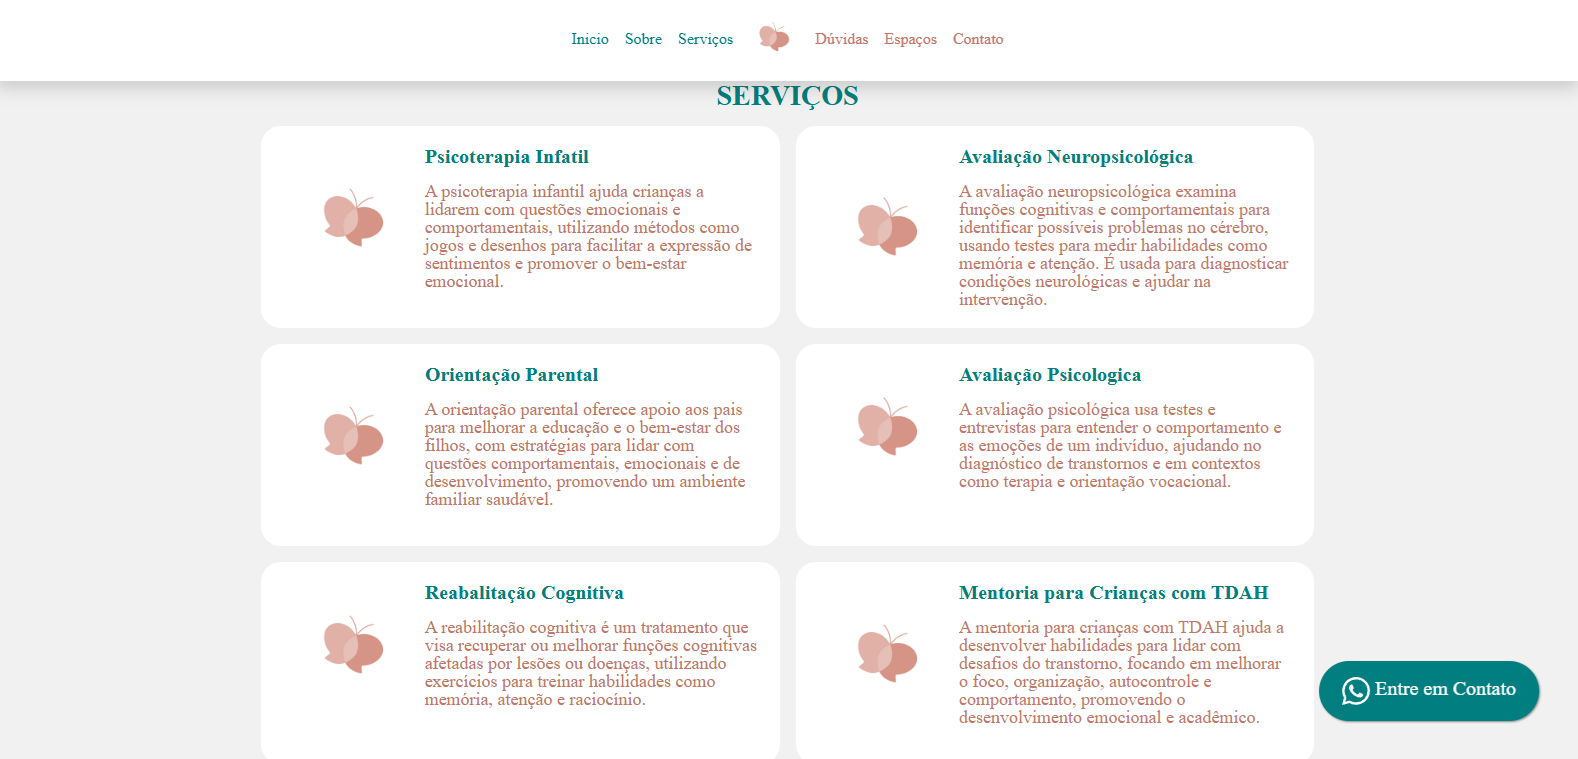 Inicio Sobre Serviços Dúvidas Espaços Contato
SERVIÇOS
Psicoterapia Infatil
A psicoterapia infantil ajuda crianças a
lidarem com questões emocionais e
comportamentais, utilizando métodos como
jogos e desenhos para facilitar a expressão de
sentimentos e promover o bem-estar
emocional.
Avaliação Neuropsicológica
A avaliação neuropsicológica examina
funções cognitivas e comportamentais para
identificar possíveis problemas no cérebro,
usando testes para medir habilidades como
memória e atenção. É usada para diagnosticar
condições neurológicas e ajudar na
intervenção.
Orientação Parental
A orientação parental oferece apoio aos pais
para melhorar a educação e o bem-estar dos
filhos, com estratégias para lidar com
questões comportamentais, emocionais e de
desenvolvimento, promovendo um ambiente
familiar saudável.
Avaliação Psicologica
A avaliação psicológica usa testes e
entrevistas para entender o comportamento e
as emoções de um indivíduo, ajudando no
diagnóstico de transtornos e em contextos
como terapia e orientação vocacional.
Reabalitação Cognitiva
A reabilitação cognitiva é um tratamento que
visa recuperar ou melhorar funções cognitivas
afetadas por lesões ou doenças, utilizando
exercícios para treinar habilidades como
memória, atenção e raciocínio.
Mentoria para Crianças com TDAH
A mentoria para crianças com TDAH ajuda a
desenvolver habilidades para lidar com
desafios do transtorno, focando em melhorar
o foco, organização, autocontrole e
comportamento, promovendo o
desenvolvimento emocional e acadêmico.
Entre em Contato